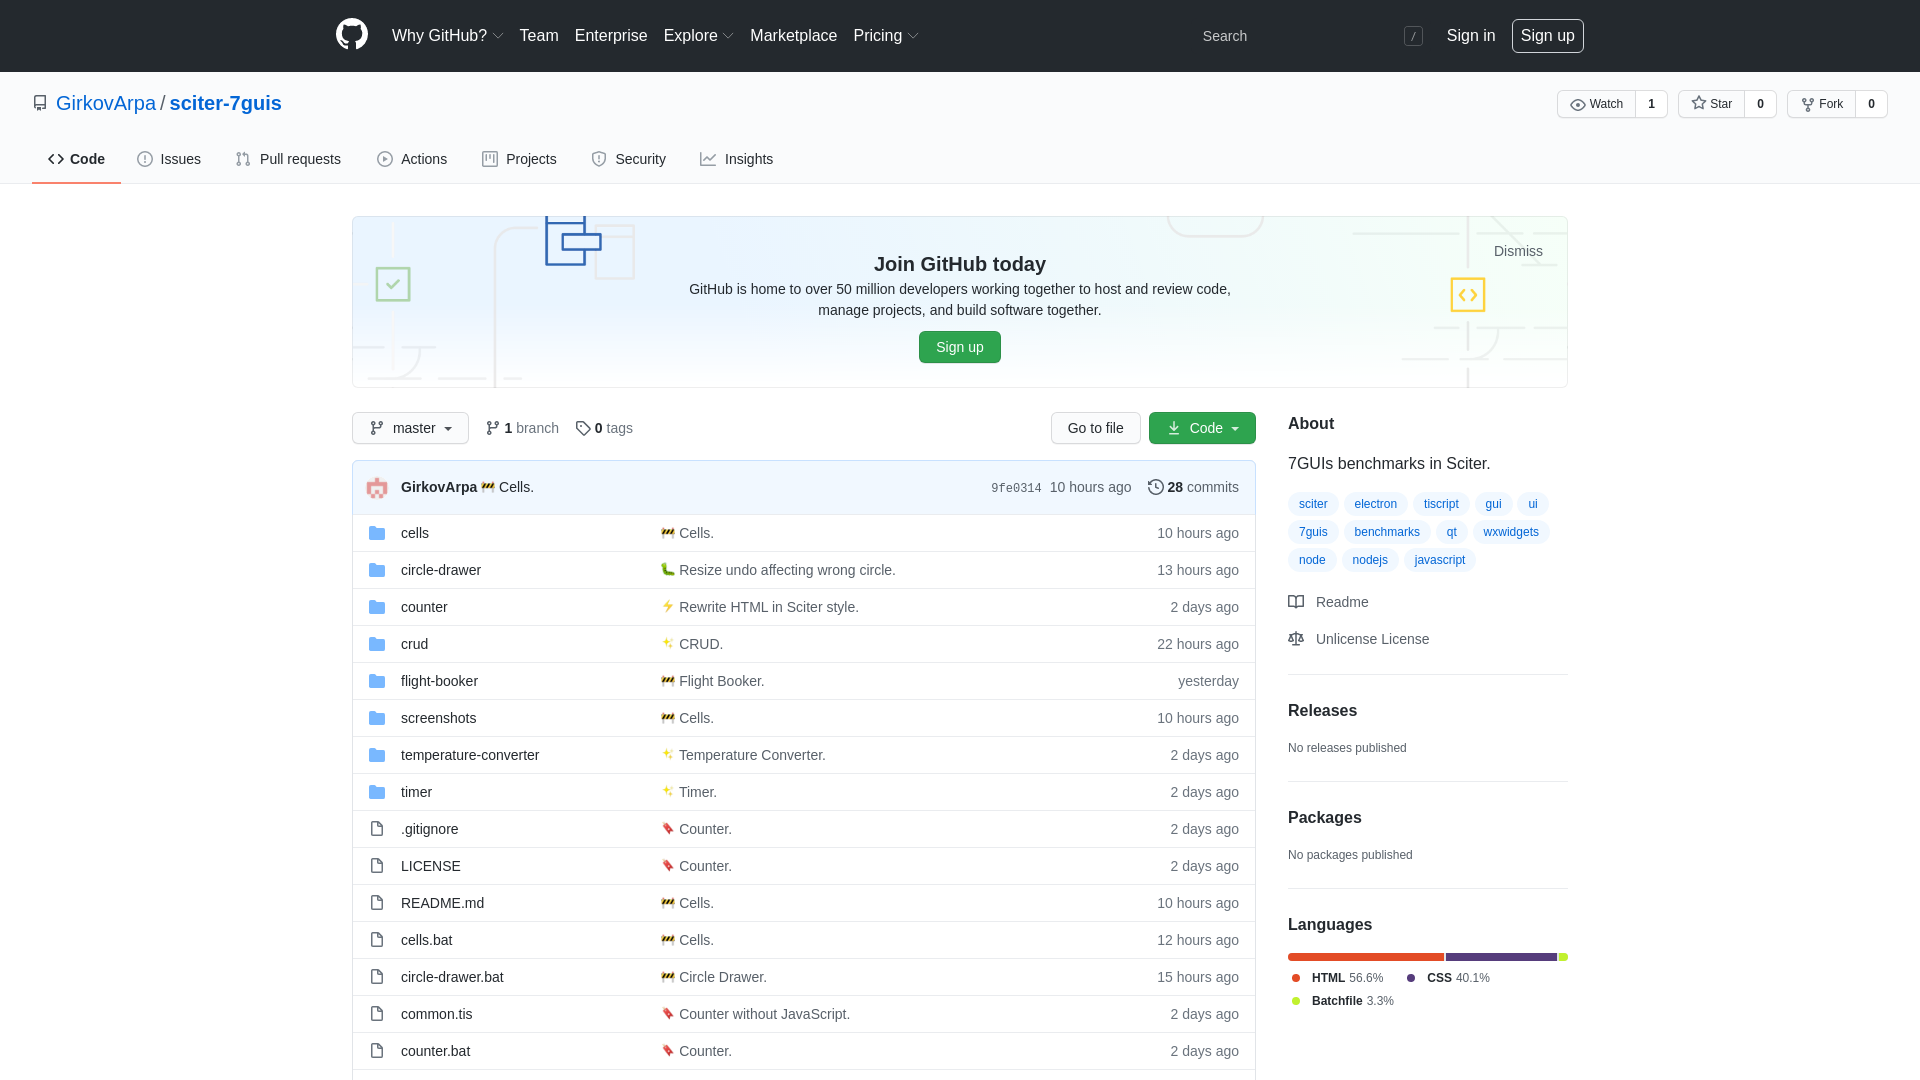 Why GitHub? Team Enterprise Explore Marketplace Pricing Search / Sign in Sign up
GirkovArpa / sciter-7guis Watch 1 Star 0 Fork 0
Code Issues Pull requests Actions Projects Security Insights
Dismiss
Join GitHub today
GitHub is home to over 50 million developers working together to host and review code,
manage projects, and build software together.
Sign up
master 1 branch 0 tags Go to file Code
GirkovArpa 🚧 Cells. 9fe0314 10 hours ago 28 commits
cells 🚧 Cells. 10 hours ago
circle-drawer 🐛 Resize undo affecting wrong circle. 13 hours ago
counter ⚡ Rewrite HTML in Sciter style. 2 days ago
crud ✨ CRUD. 22 hours ago
flight-booker 🚧 Flight Booker. yesterday
screenshots 🚧 Cells. 10 hours ago
temperature-converter ✨ Temperature Converter. 2 days ago
timer ✨ Timer. 2 days ago
.gitignore 🔖 Counter. 2 days ago
LICENSE 🔖 Counter. 2 days ago
README.md 🚧 Cells. 10 hours ago
cells.bat 🚧 Cells. 12 hours ago
circle-drawer.bat 🚧 Circle Drawer. 15 hours ago
common.tis 🔖 Counter without JavaScript. 2 days ago
counter.bat 🔖 Counter. 2 days ago
About
7GUIs benchmarks in Sciter.
sciter electron tiscript gui ui
7guis benchmarks qt wxwidgets
node nodejs javascript
Readme
Unlicense License
Releases
No releases published
Packages
No packages published
Languages
HTML 56.6% CSS 40.1%
Batchfile 3.3%